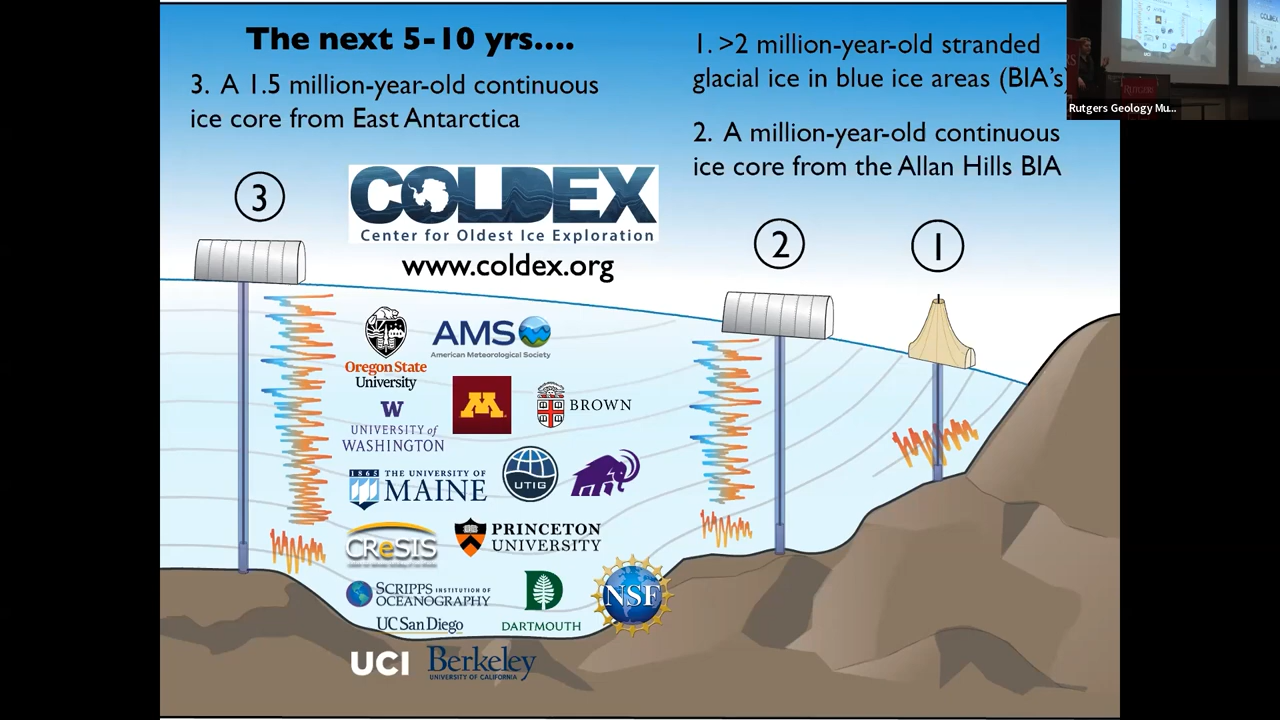 The next 5-10 yrs....
3. A 1.5 million-year-old continuous
ice core from East Antarctica
1. >2 million-year-old stranded
glacial ice in blue ice areas (BIA's)
2. A million-year-old continuous
ice core from the Allan Hills BIA
Rutgers Geology Mu...
RUTGERS
3
COLDEX
Center for Oldest Ice Exploration
www.coldex.org
2
1
Oregon State
University
AMS
American Meteorological Society
W
UNIVERSITY of
WASHINGTON
M
BROWN
1865
THE UNIVERSITY OF
MAINE
UTIG
CReSIS
PRINCETON
UNIVERSITY
SCRIPPS INSTITUTION OF
OCEANOGRAPHY
UC San Diego
D
DARTMOUTH
NSF
UCI
Berkeley
UNIVERSITY OF CALIFORNIA